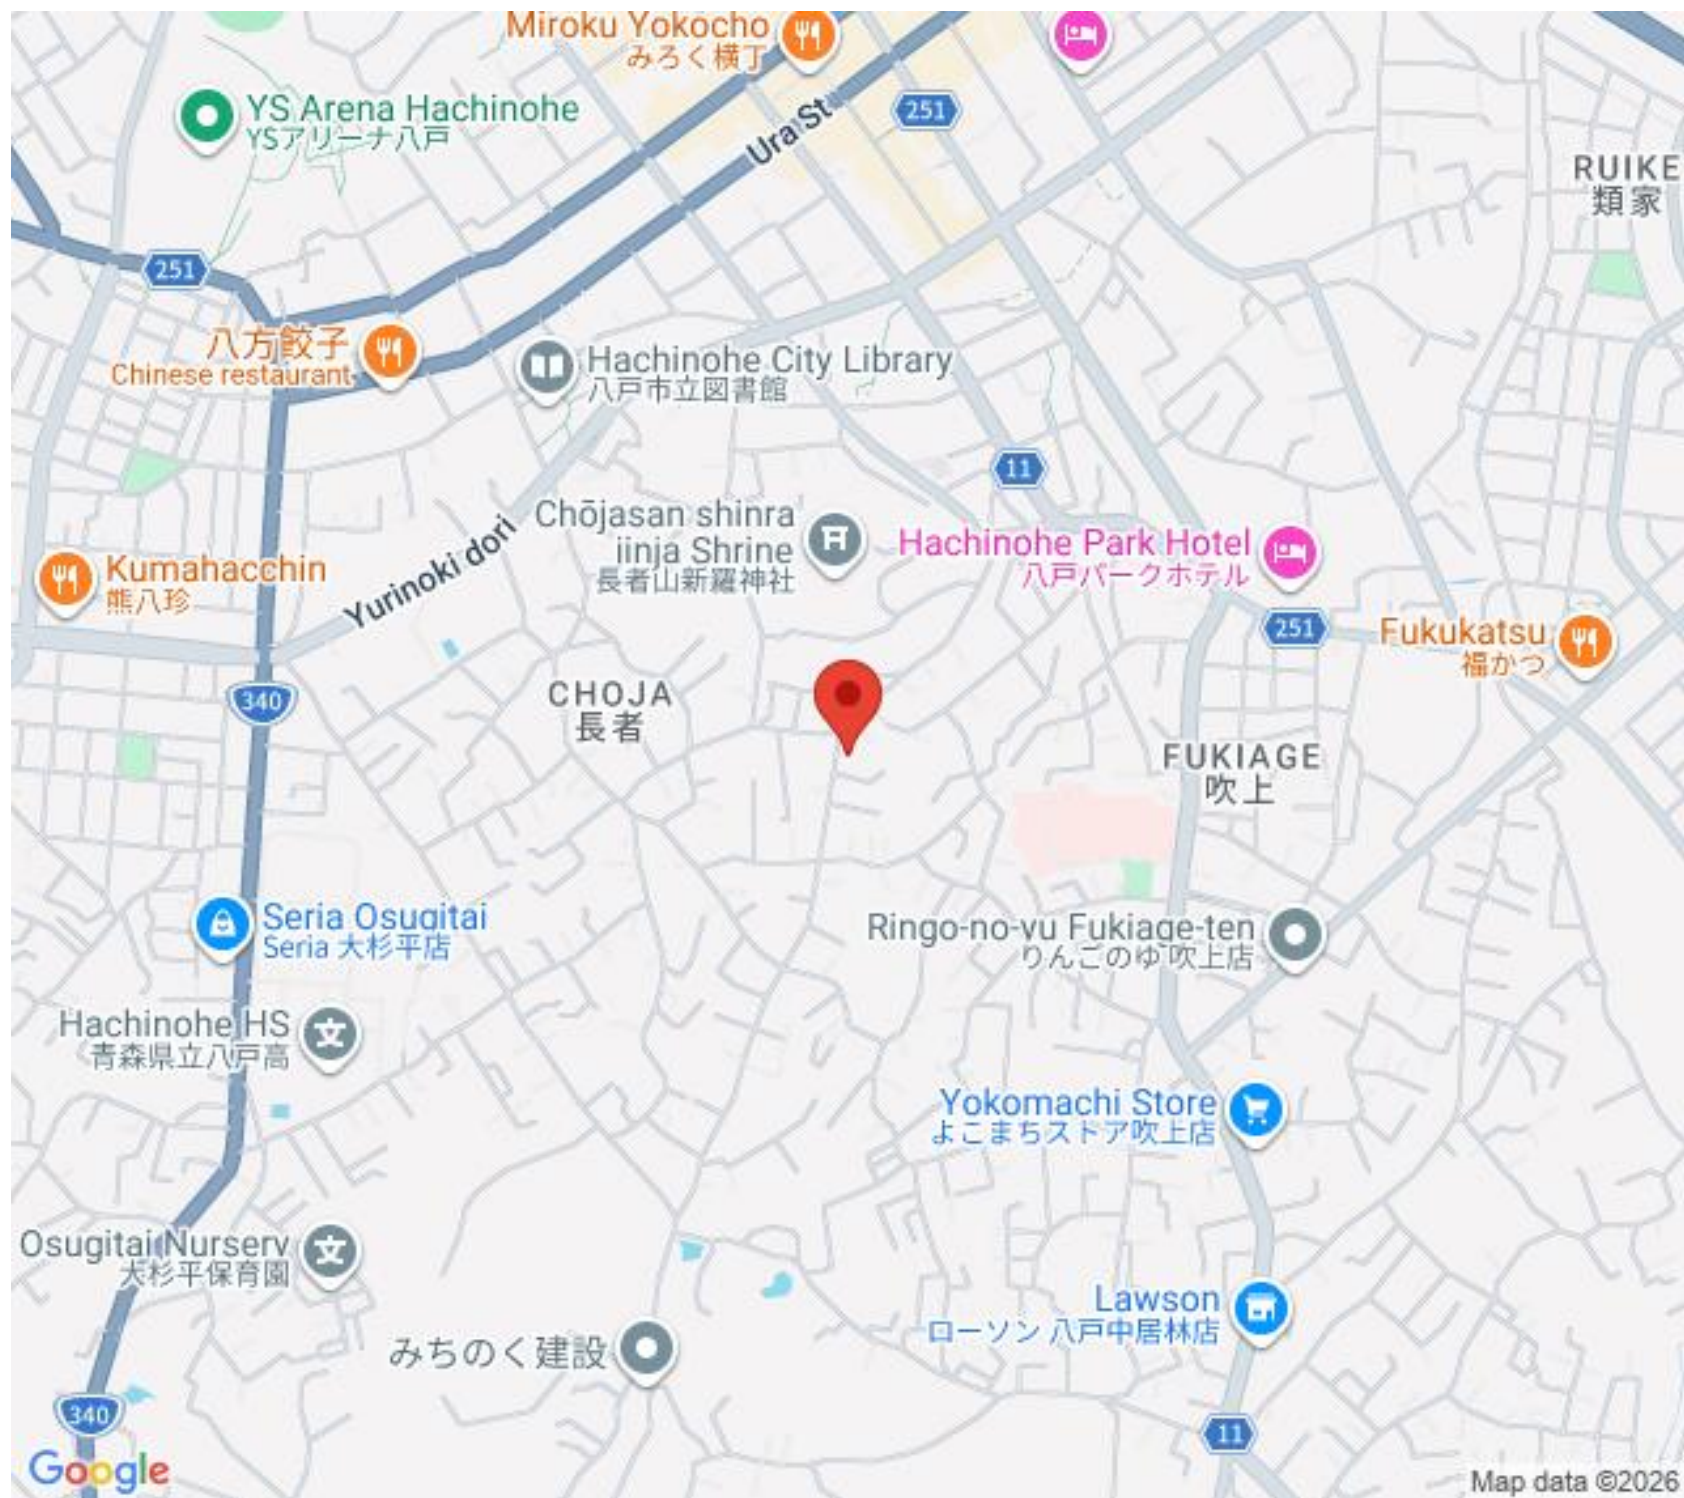 Miroku Yokocho
みろく横丁
YS Arena Hachinohe
YSアリーナ八戸
251
Ura St
RUIKE
類家
251
八方餃子
Chinese restaurant
Hachinohe City Library
八戸市立図書館
11
Chōjasan shinra
jinja Shrine
長者山新羅神社
Yurinoki dori
Hachinohe Park Hotel
八戸パークホテル
Kumahacchin
熊八珍
251
Fukukatsu
福かつ
340
CHOJA
長者
FUKIAGE
吹上
Seria Osugitai
Seria 大杉平店
Ringo-no-yu Fukiage-ten
りんごのゆ 吹上店
Hachinohe HS
青森県立八戸高
Yokomachi Store
よこまちストア吹上店
Osugitai Nursery
大杉平保育園
Lawson
ローソン 八戸中居林店
みちのく建設
340
11
Google
Map data ©2026